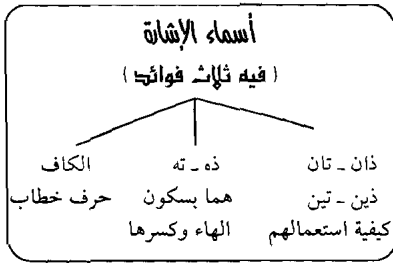 أسماء الإشارة
( فيه ثلاث فوائد )
ذان ـ تان
ذين ـ تين
كيفية استعمالهم
ذه ـ ته
هما بسكون
الهاء وكسرها
الكاف
حرف خطاب